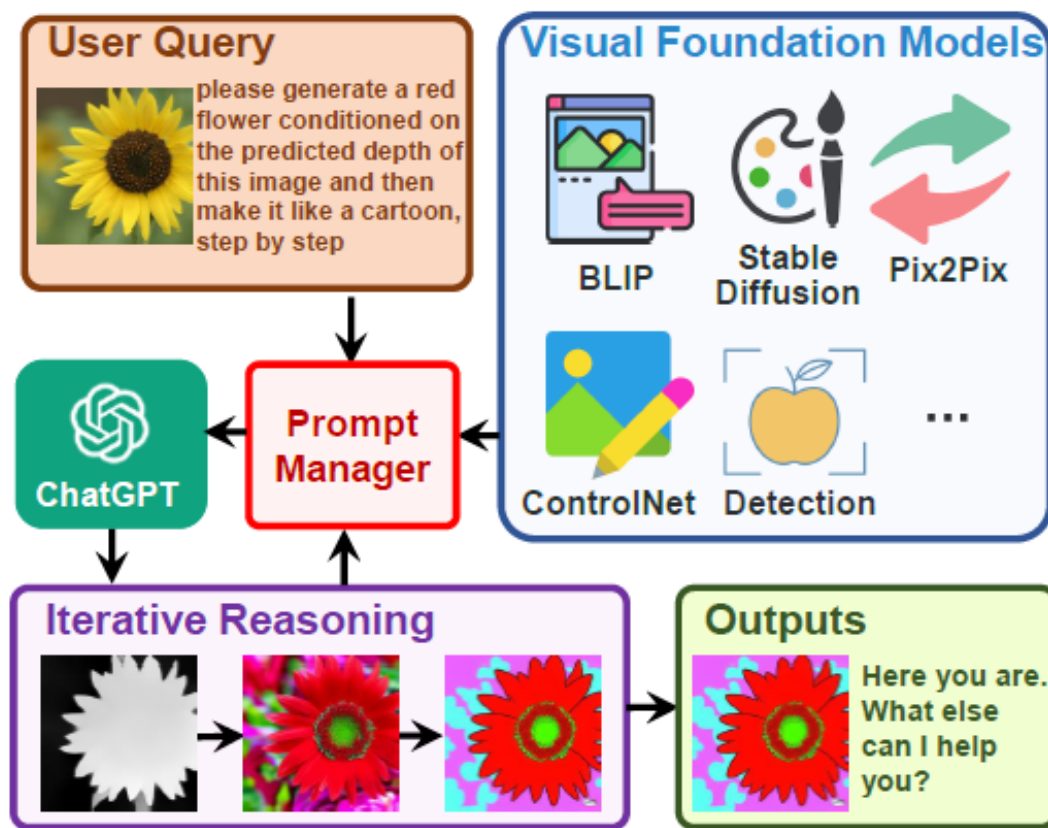 User Query
please generate a red
flower conditioned on
the predicted depth of
this image and then
make it like a cartoon,
step by step
Visual Foundation Models
BLIP
Stable
Diffusion
Pix2Pix
ControlNet
Detection
...
ChatGPT
Prompt
Manager
Iterative Reasoning
Outputs
Here you are.
What else
can I help
you?